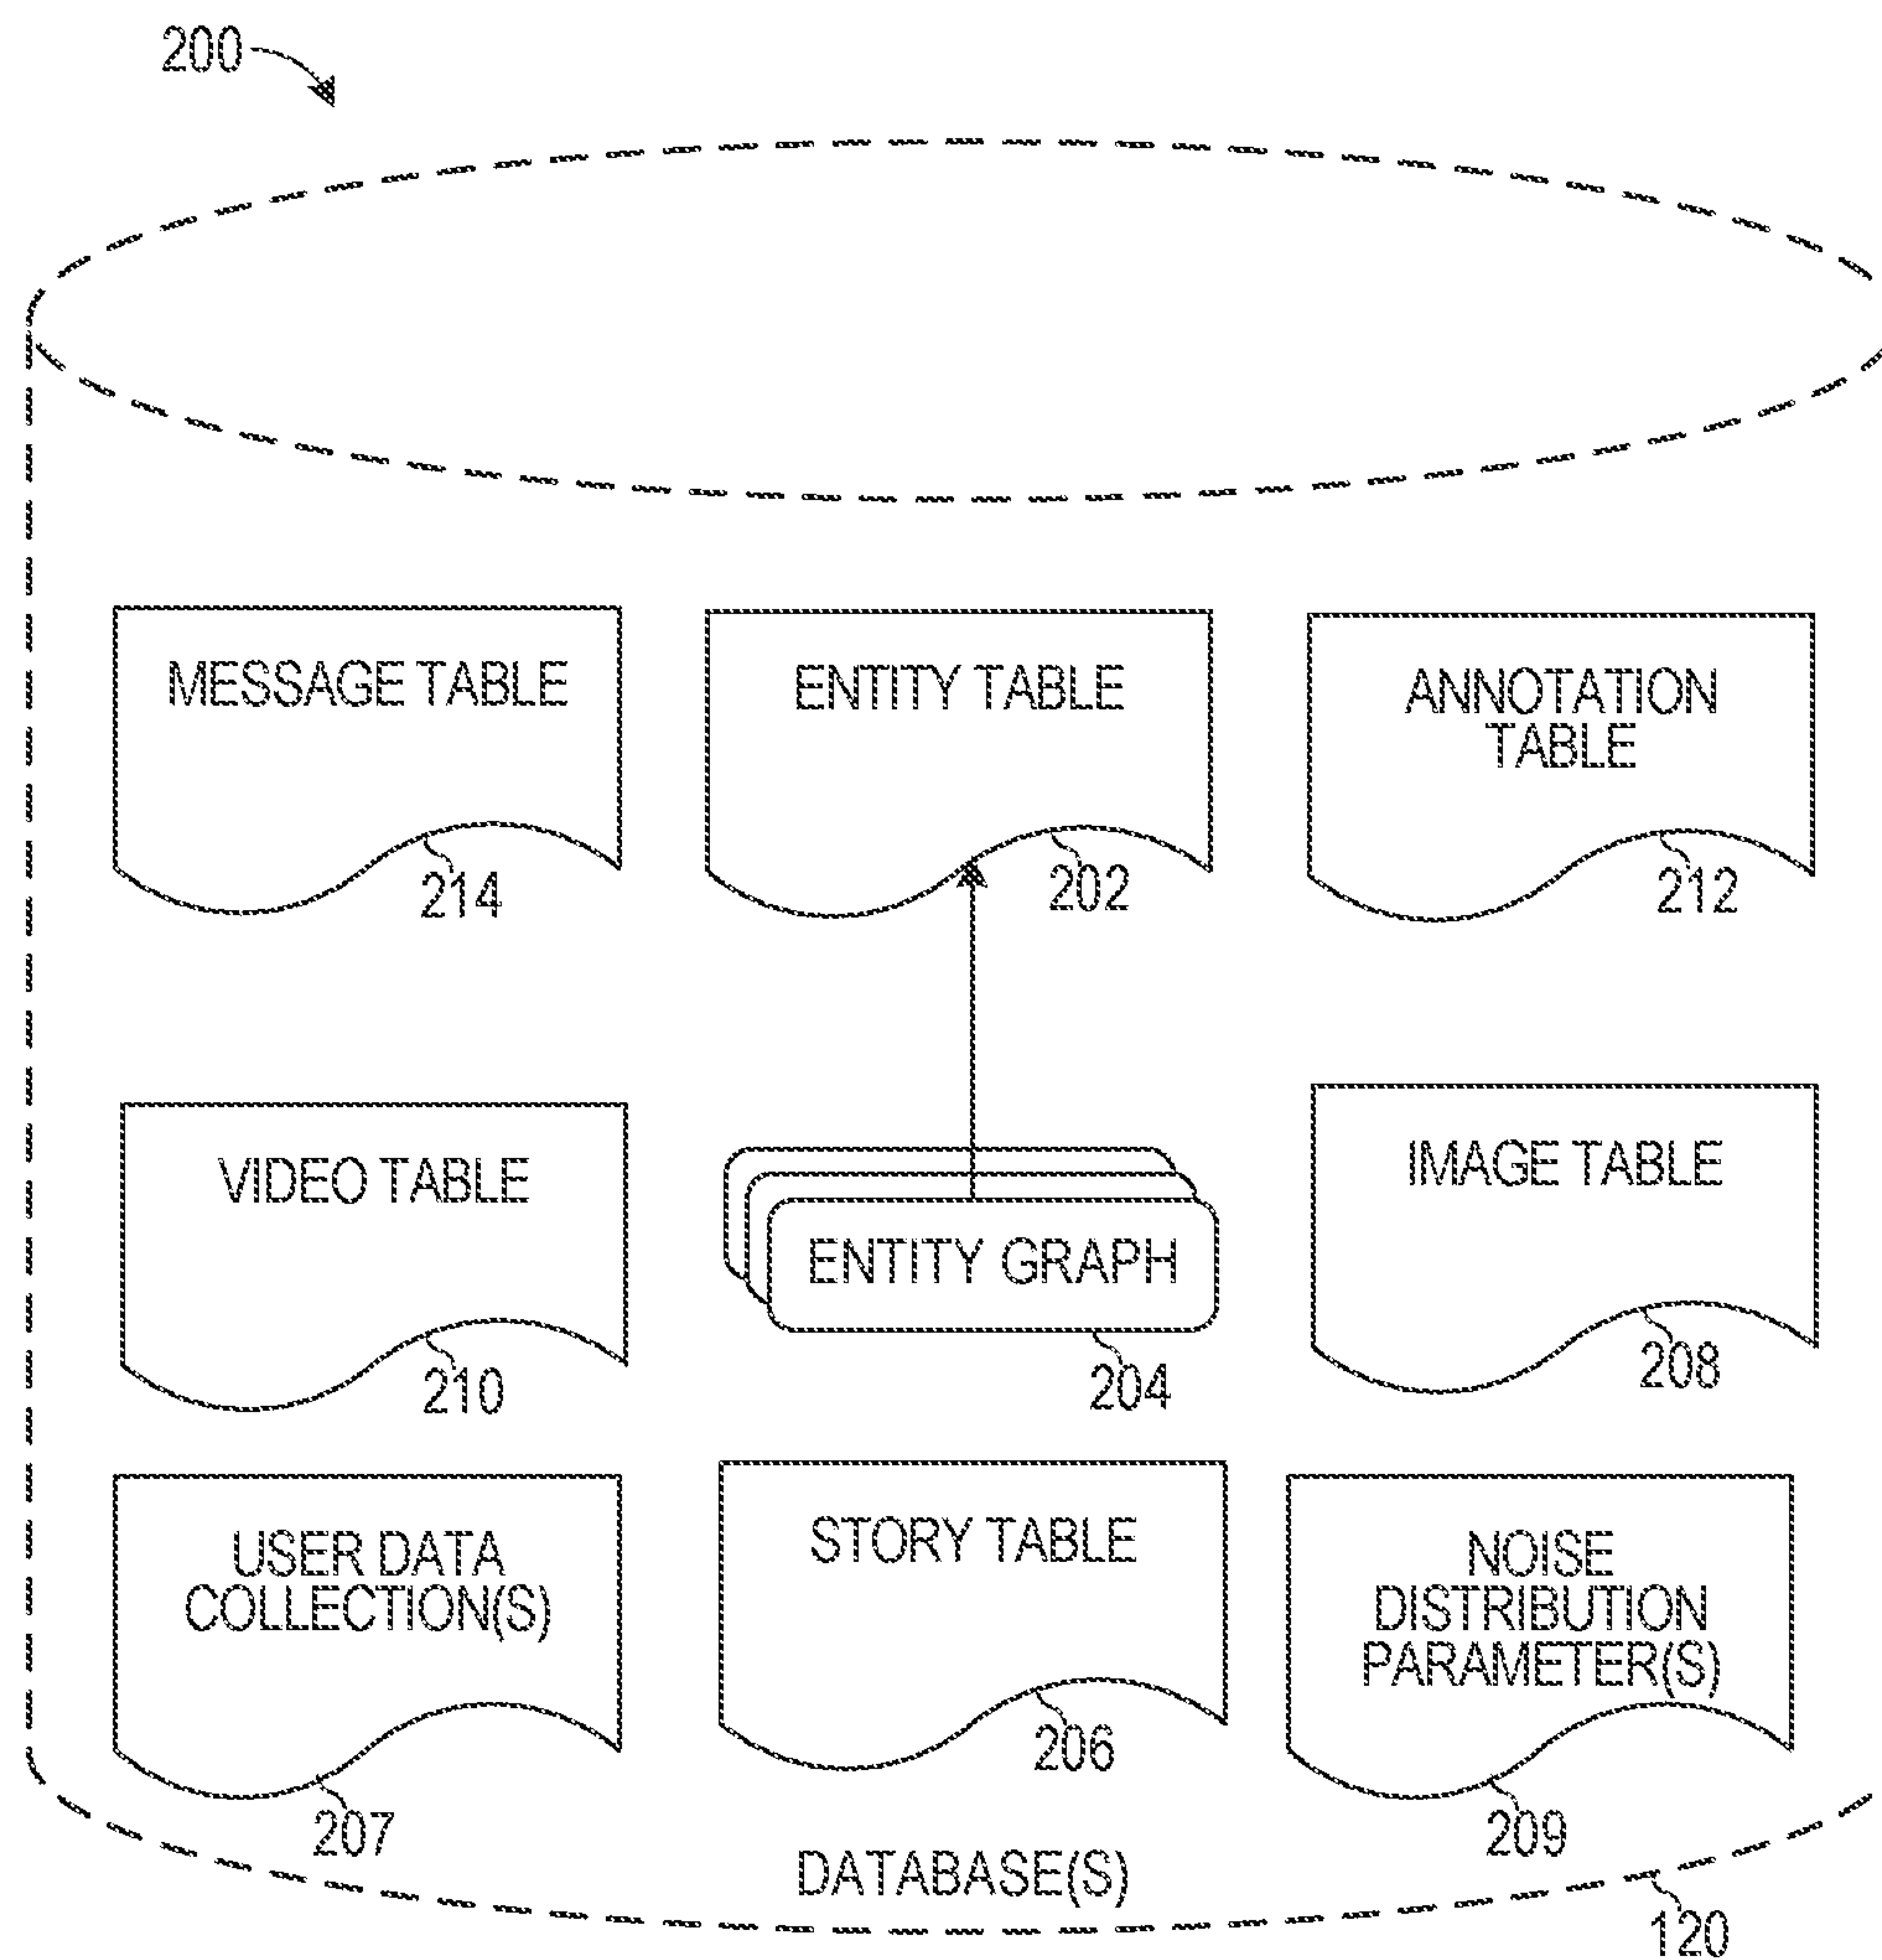 200
MESSAGE TABLE
214
ENTITY TABLE
202
ANNOTATION
TABLE
212
VIDEO TABLE
210
ENTITY GRAPH
204
IMAGE TABLE
208
USER DATA
COLLECTION(S)
207
STORY TABLE
206
NOISE
DISTRIBUTION
PARAMETER(S)
209
DATABASE(S)
120